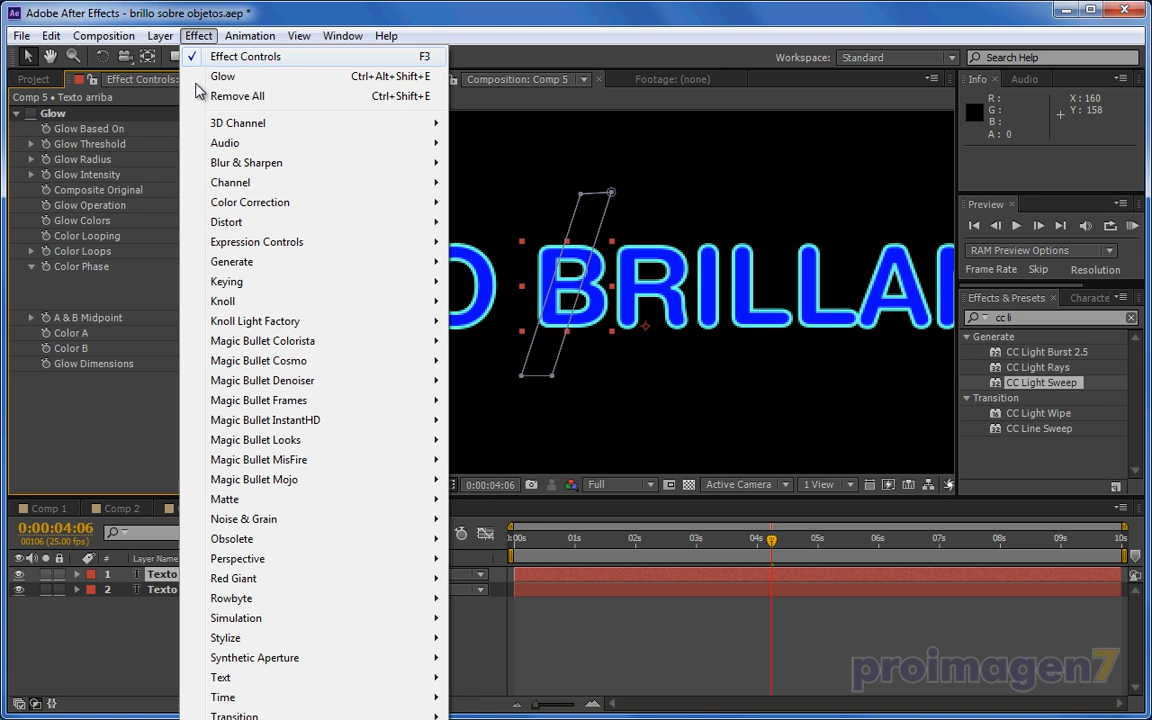 Adobe After Effects - brillo sobre objetos.aep *
File Edit Composition Layer Effect Animation View Window Help
Workspace: Standard
Search Help
Project
Effect Controls:
Comp 5 • Texto arriba
Glow
Glow Based On
Glow Threshold
Glow Radius
Glow Intensity
Composite Original
Glow Operation
Glow Colors
Color Looping
Color Loops
Color Phase
A & B Midpoint
Color A
Color B
Glow Dimensions
Effect Controls F3
Glow Ctrl+Alt+Shift+E
Remove All Ctrl+Shift+E
3D Channel
Audio
Blur & Sharpen
Channel
Color Correction
Distort
Expression Controls
Generate
Keying
Knoll
Knoll Light Factory
Magic Bullet Colorista
Magic Bullet Cosmo
Magic Bullet Denoiser
Magic Bullet Frames
Magic Bullet InstantHD
Magic Bullet Looks
Magic Bullet MisFire
Magic Bullet Mojo
Matte
Noise & Grain
Obsolete
Perspective
Red Giant
Rowbyte
Simulation
Stylize
Synthetic Aperture
Text
Time
Transition
Composition: Comp 5
Footage: (none)
O BRILLAN
0:00:04:06 Full Active Camera 1 View
Info Audio
R:
G:
B:
A: 0
X: 160
Y: 158
Preview
RAM Preview Options
Frame Rate Skip Resolution
Effects & Presets Characte
cc li
Generate
CC Light Burst 2.5
CC Light Rays
CC Light Sweep
Transition
CC Light Wipe
CC Line Sweep
Comp 1 Comp 2
0:00:04:06
00106 (25.00 fps)
# Layer Name
1 T Texto
2 T Texto
:00s 01s 02s 03s 04s 05s 06s 07s 08s 09s 10s
proimagen7